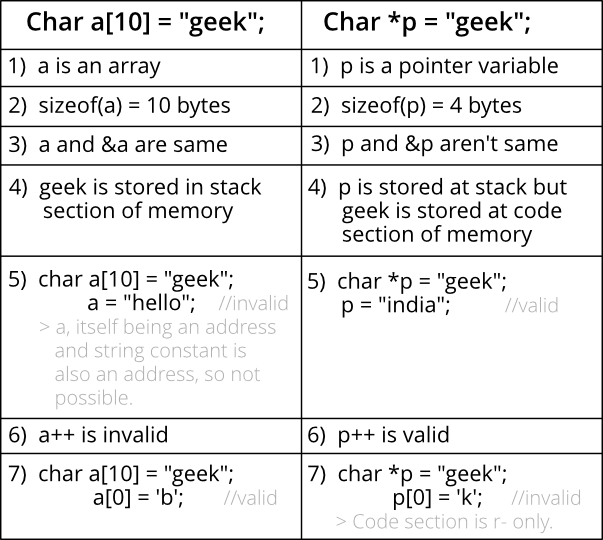 Char a[10] = "geek";
Char *p = "geek";
1) a is an array
1) p is a pointer variable
2) sizeof(a) = 10 bytes
2) sizeof(p) = 4 bytes
3) a and &a are same
3) p and &p aren't same
4) geek is stored in stack
section of memory
4) p is stored at stack but
geek is stored at code
section of memory
5) char a[10] = "geek";
a = "hello"; //invalid
> a, itself being an address
and string constant is
also an address, so not
possible.
5) char *p = "geek";
p = "india"; //valid
6) a++ is invalid
6) p++ is valid
7) char a[10] = "geek";
a[0] = 'b'; //valid
7) char *p = "geek";
p[0] = 'k'; //invalid
> Code section is r- only.